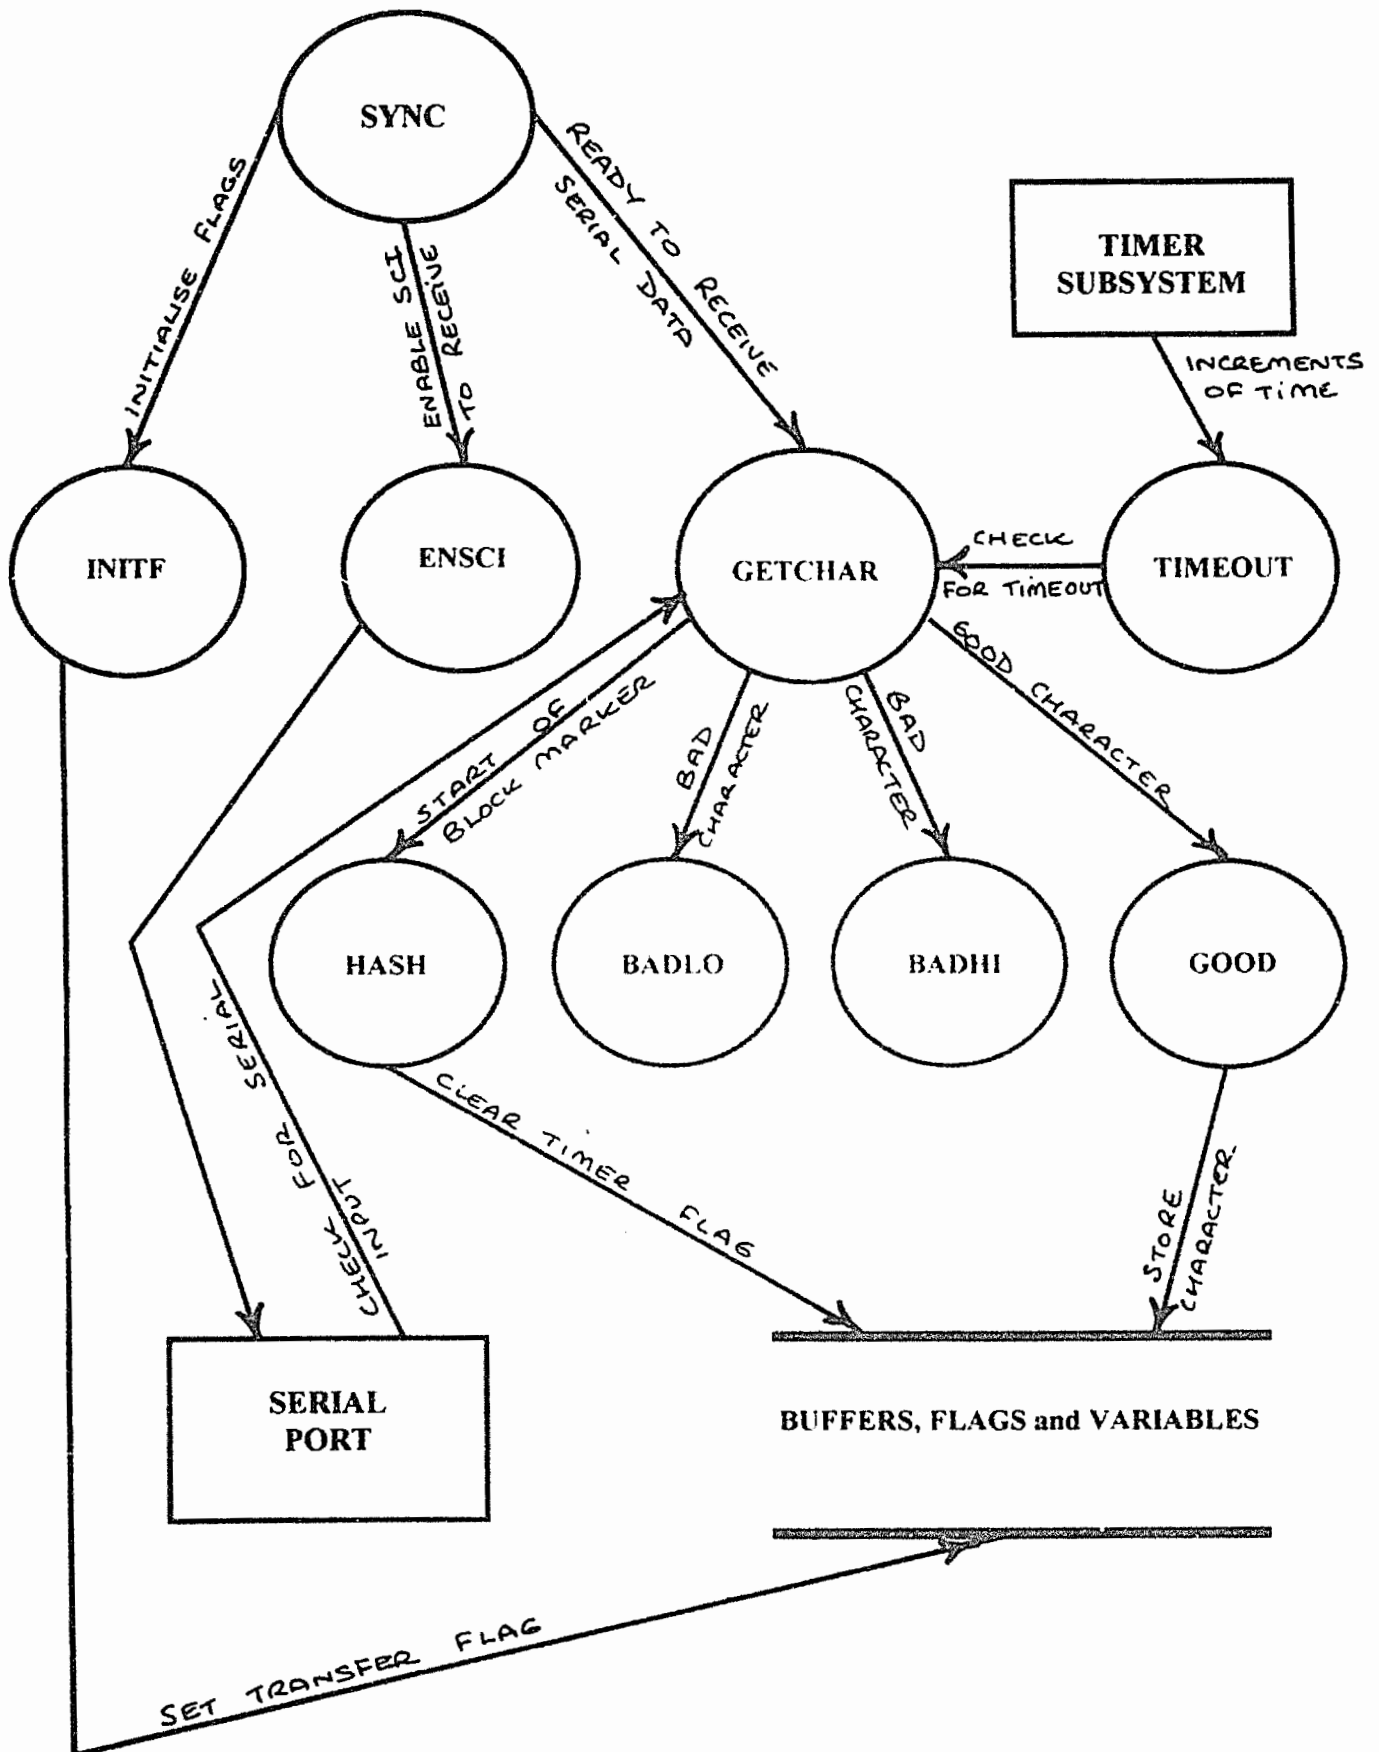 SYNC
INITIALISE FLAGS
ENABLE SCI
TO RECEIVE
READY TO RECEIVE
SERIAL DATA
TIMER
SUBSYSTEM
INCREMENTS
OF TIME
INITF
ENSCI
GETCHAR
CHECK
FOR TIMEOUT
TIMEOUT
START OF
BLOCK MARKER
BAD
CHARACTER
BAD
CHARACTER
GOOD CHARACTER
HASH
BADLO
BADHI
GOOD
CHECK FOR SERIAL
INPUT
CLEAR TIMER FLAG
STORE
CHARACTER
SERIAL
PORT
BUFFERS, FLAGS and VARIABLES
SET TRANSFER FLAG